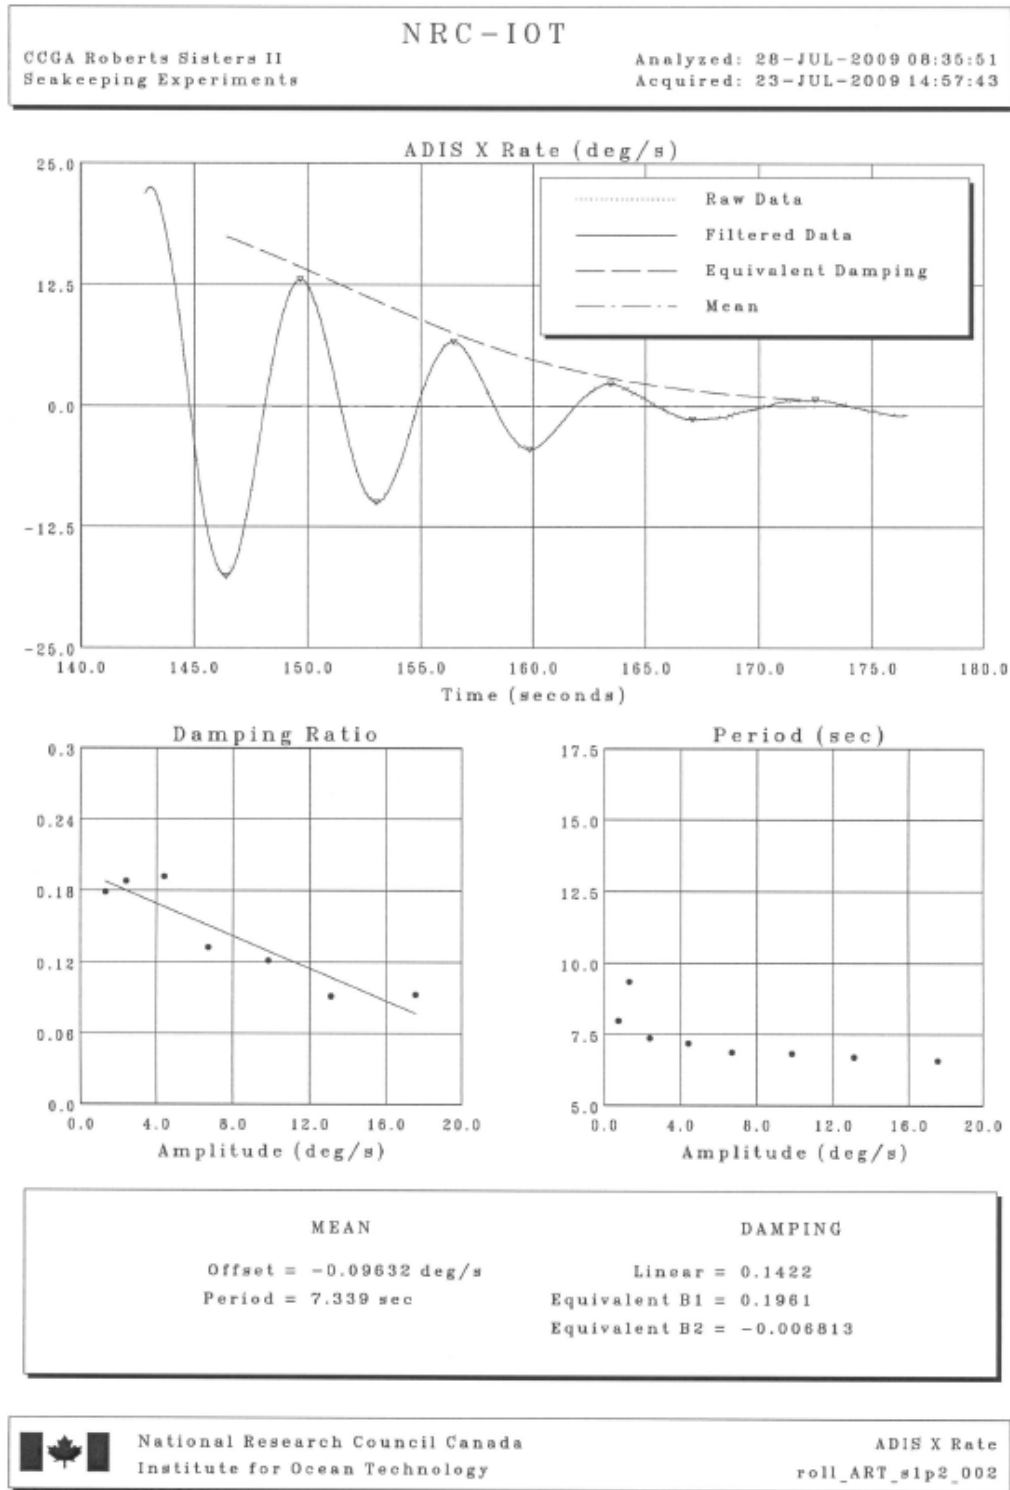 NRC-IOT
CCGA Roberts Sisters II
Seakeeping Experiments
Analyzed: 28-JUL-2009 08:35:51
Acquired: 23-JUL-2009 14:57:43
ADIS X Rate (deg/s)
25.0
12.5
0.0
-12.5
-25.0
Raw Data
Filtered Data
Equivalent Damping
Mean
140.0 145.0 150.0 155.0 160.0 165.0 170.0 175.0 180.0
Time (seconds)
Damping Ratio
0.3
0.24
0.18
0.12
0.06
0.0
0.0 4.0 8.0 12.0 16.0 20.0
Amplitude (deg/s)
Period (sec)
17.5
15.0
12.5
10.0
7.5
5.0
0.0 4.0 8.0 12.0 16.0 20.0
Amplitude (deg/s)
MEAN
Offset = -0.09632 deg/s
Period = 7.339 sec
DAMPING
Linear = 0.1422
Equivalent B1 = 0.1961
Equivalent B2 = -0.006813
National Research Council Canada
Institute for Ocean Technology
ADIS X Rate
roll_ART_s1p2_002